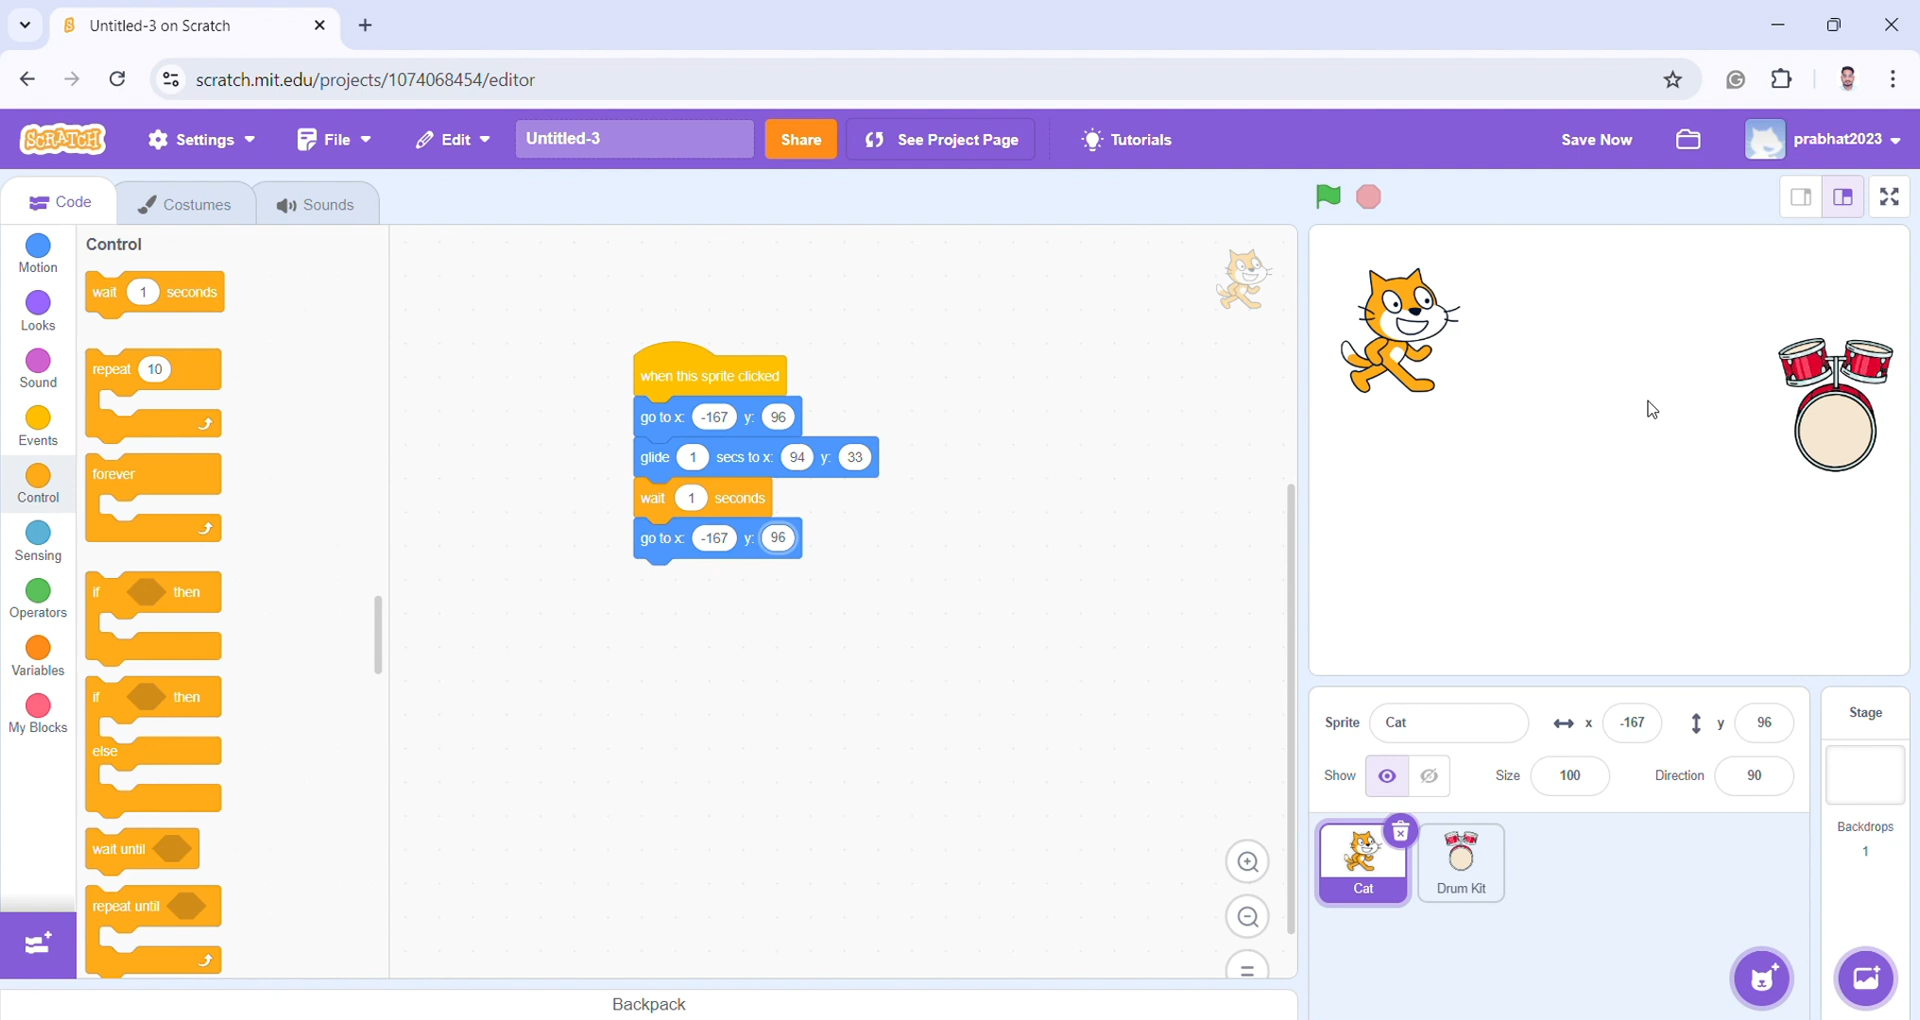 Untitled-3 on Scratch
scratch.mit.edu/projects/1074068454/editor
SCRATCH Settings File Edit Untitled-3 Share See Project Page Tutorials Save Now prabhat2023
Code Costumes Sounds
Motion
Looks
Sound
Events
Control
Sensing
Operators
Variables
My Blocks
Control
wait 1 seconds
repeat 10
forever
if then
if then
else
wait until
repeat until
when this sprite clicked
go to x: -167 y: 96
glide 1 secs to x: 94 y: 33
wait 1 seconds
go to x: -167 y: 96
Backpack
Sprite Cat x -167 y 96
Show Size 100 Direction 90
Cat
Drum Kit
Stage
Backdrops
1